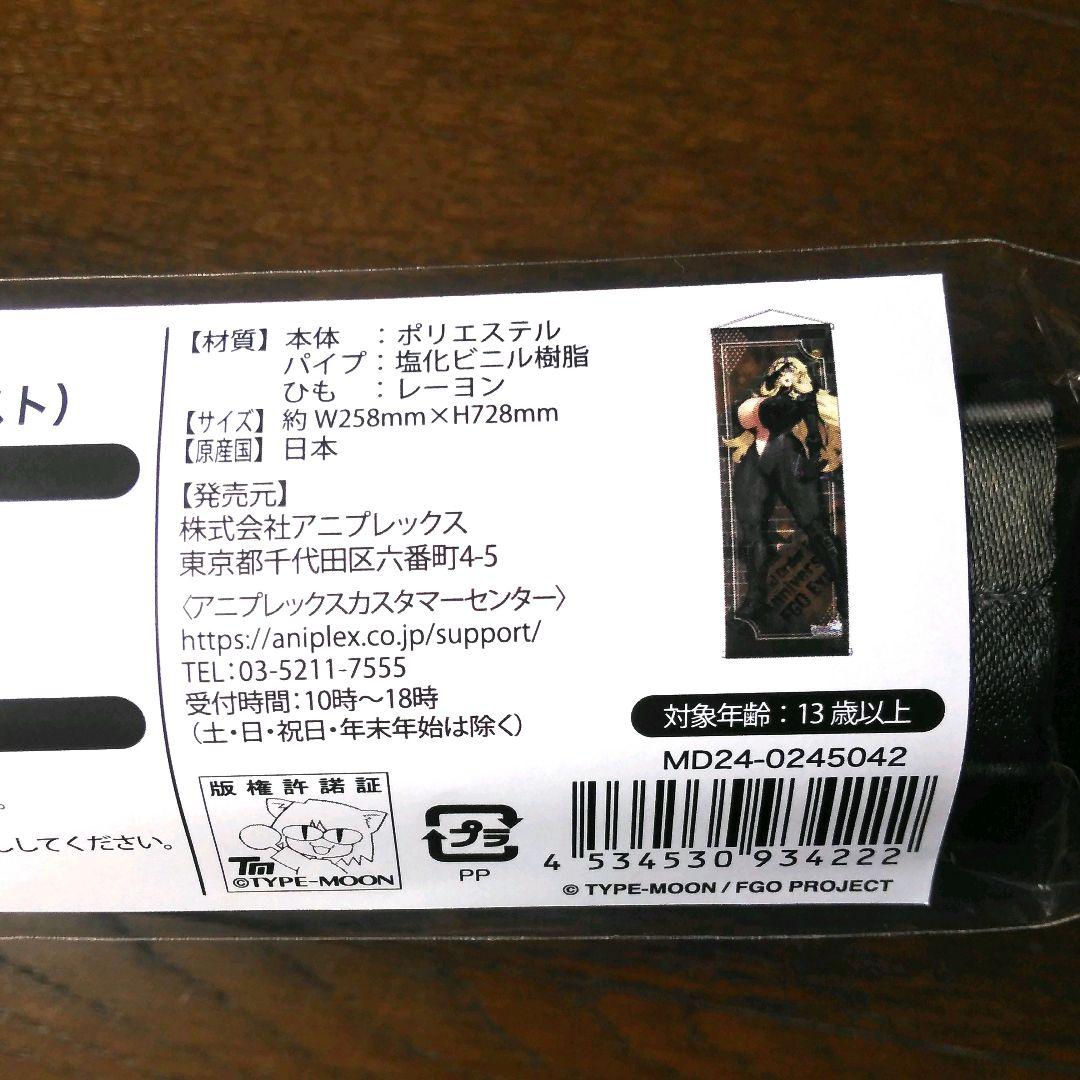 スト）
【材質】 本体 ：ポリエステル
パイプ：塩化ビニル樹脂
ひも ：レーヨン
【サイズ】 約 W258mm×H728mm
【原産国】 日本
【発売元】
株式会社アニプレックス
東京都千代田区六番町4-5
〈アニプレックスカスタマーセンター〉
https://aniplex.co.jp/support/
TEL：03-5211-7555
受付時間：10時～18時
（土・日・祝日・年末年始は除く）
。
してください。
対象年齢：13歳以上
MD24-0245042
版権許諾証
TM
©TYPE-MOON
プラ
PP
4 534530 934222
© TYPE-MOON / FGO PROJECT